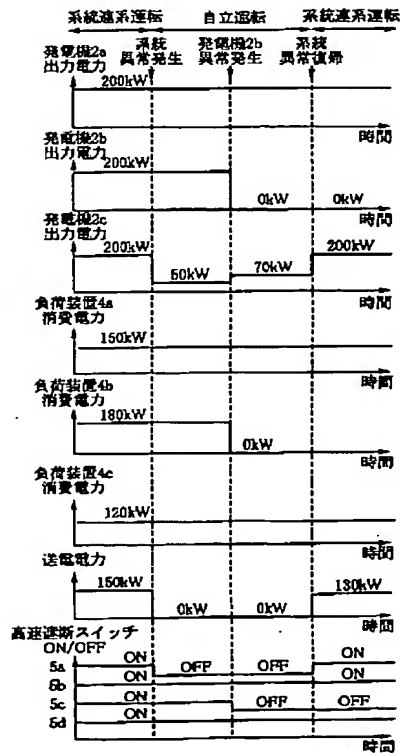 系統連系運転 自立運転 系統連系運転
系統 異常発生
発電機2b 異常発生
系統 異常復帰
発電機2a
出力電力
200kW
時間
発電機2b
出力電力
200kW
0kW 0kW
時間
発電機2c
出力電力
200kW 50kW 70kW 200kW
時間
負荷装置4a
消費電力
150kW
時間
負荷装置4b
消費電力
180kW
0kW
時間
負荷装置4c
消費電力
120kW
時間
送電電力
150kW 0kW 0kW 130kW
時間
高速遮断スイッチ
ON/OFF
5a ON OFF OFF ON
5b ON ON
5c ON OFF OFF
5d ON
時間